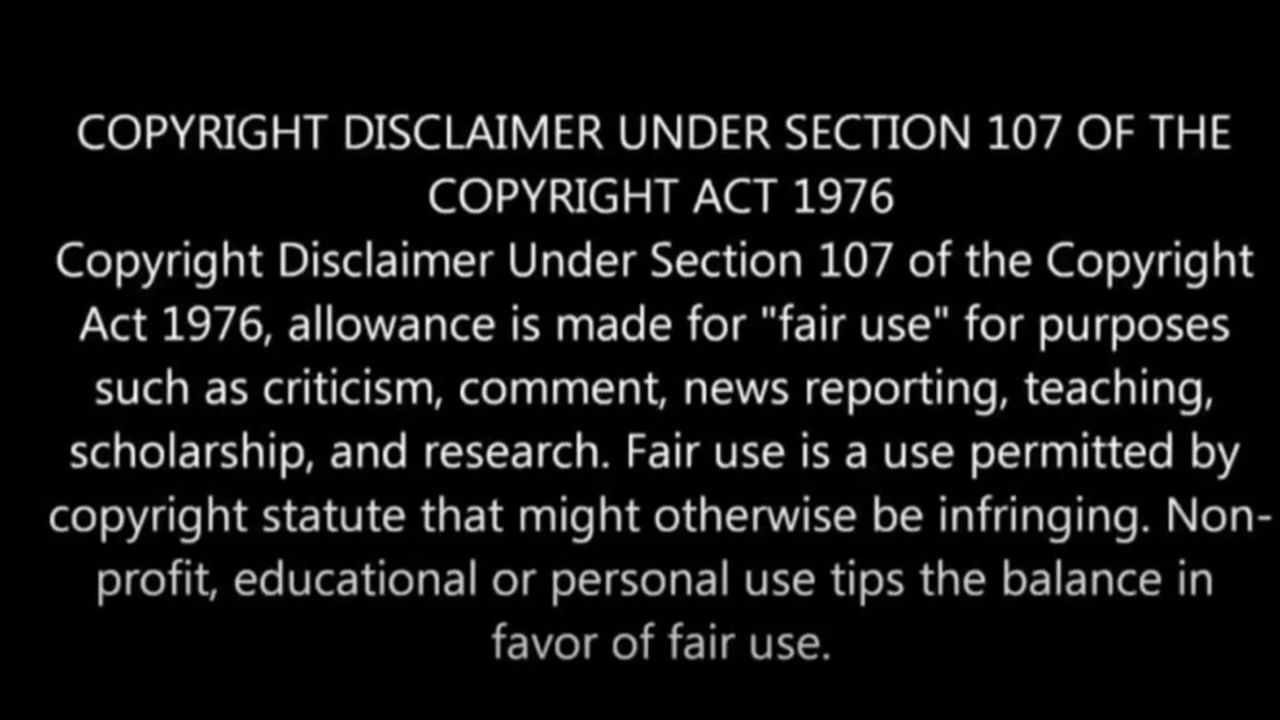 COPYRIGHT DISCLAIMER UNDER SECTION 107 OF THE
COPYRIGHT ACT 1976
Copyright Disclaimer Under Section 107 of the Copyright
Act 1976, allowance is made for "fair use" for purposes
such as criticism, comment, news reporting, teaching,
scholarship, and research. Fair use is a use permitted by
copyright statute that might otherwise be infringing. Non-
profit, educational or personal use tips the balance in
favor of fair use.